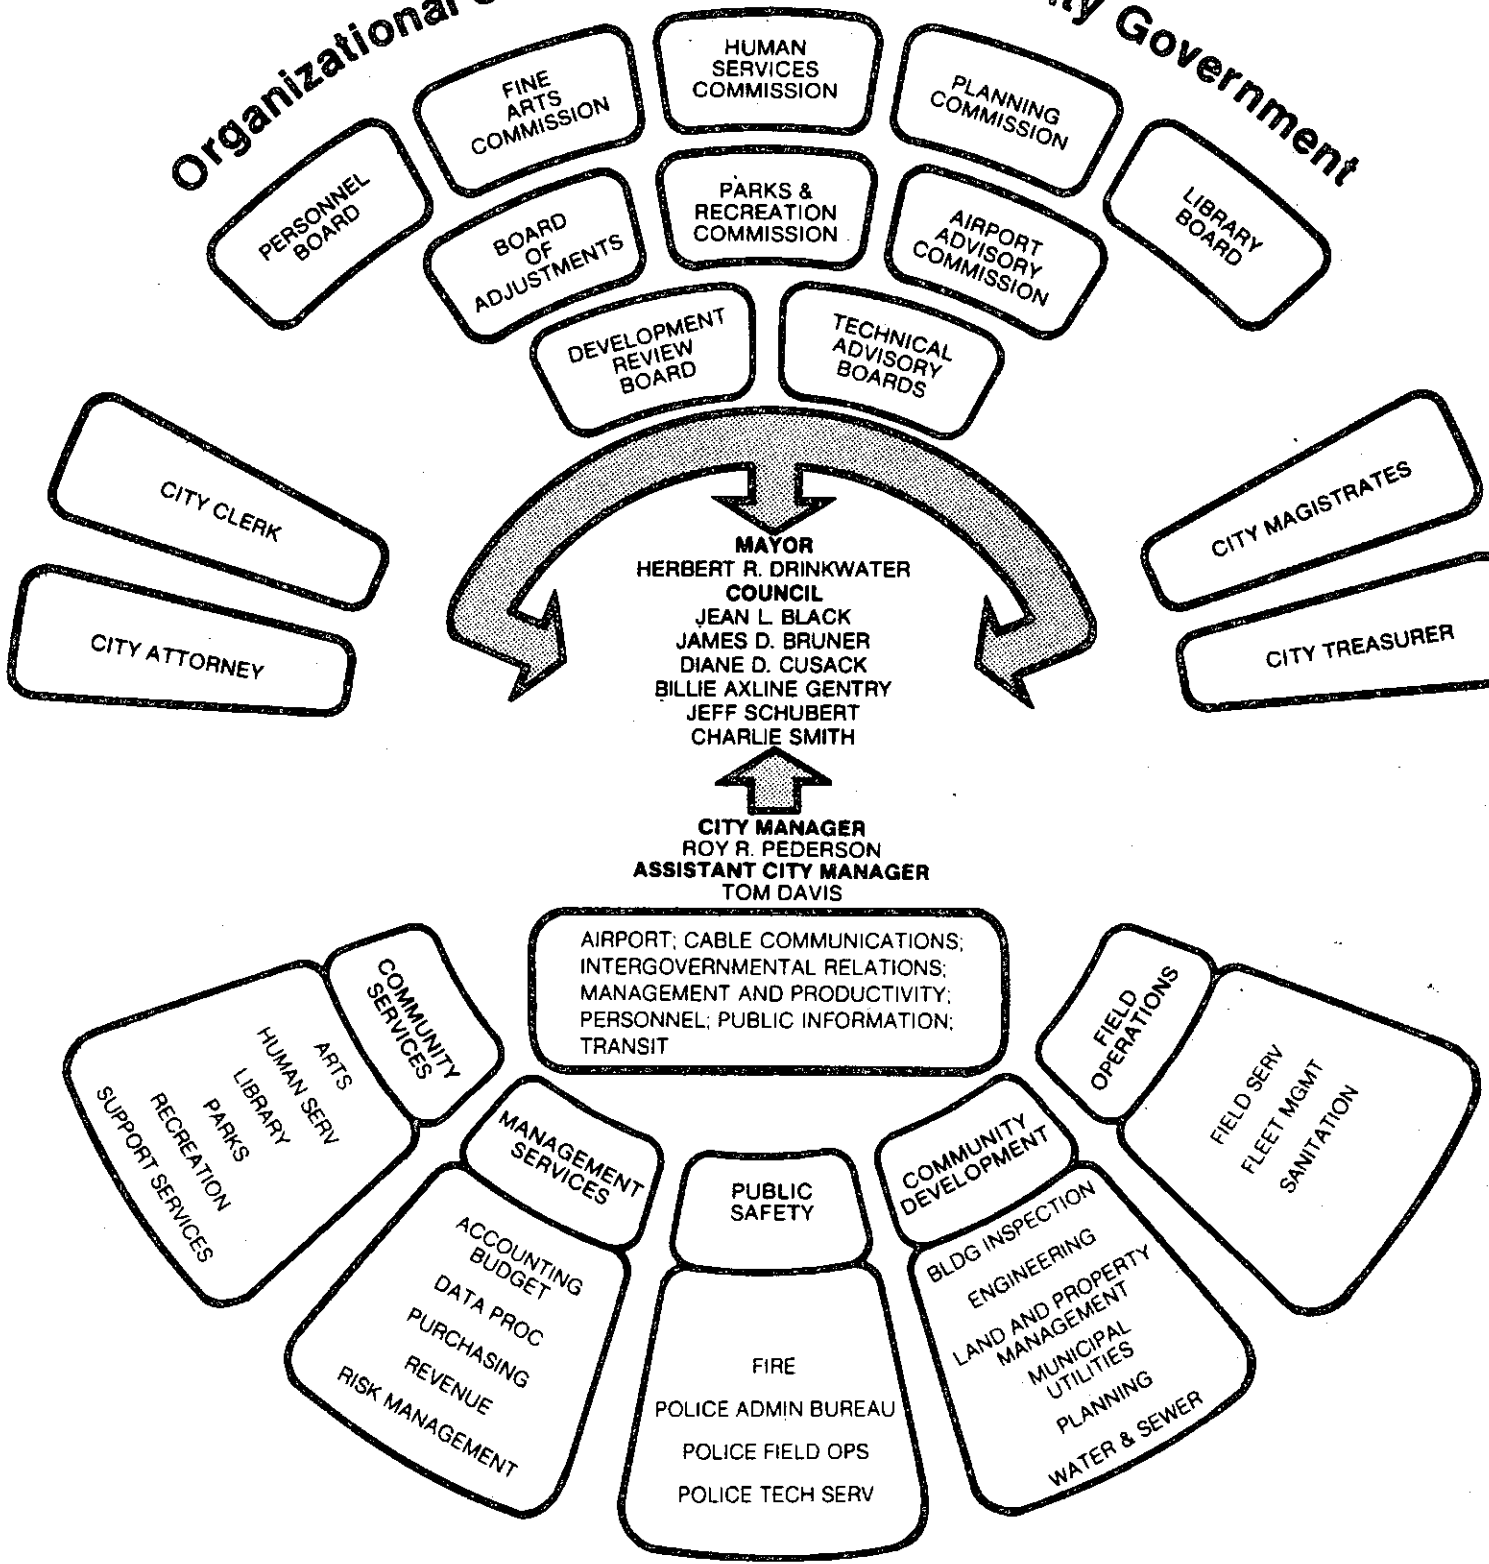 Organizational
ity Government
HUMAN
SERVICES
COMMISSION
FINE
ARTS
COMMISSION
PLANNING
COMMISSION
PERSONNEL
BOARD
LIBRARY
BOARD
BOARD
OF
ADJUSTMENTS
PARKS &
RECREATION
COMMISSION
AIRPORT
ADVISORY
COMMISSION
DEVELOPMENT
REVIEW
BOARD
TECHNICAL
ADVISORY
BOARDS
CITY CLERK
CITY ATTORNEY
CITY MAGISTRATES
CITY TREASURER
MAYOR
HERBERT R. DRINKWATER
COUNCIL
JEAN L. BLACK
JAMES D. BRUNER
DIANE D. CUSACK
BILLIE AXLINE GENTRY
JEFF SCHUBERT
CHARLIE SMITH
CITY MANAGER
ROY R. PEDERSON
ASSISTANT CITY MANAGER
TOM DAVIS
AIRPORT; CABLE COMMUNICATIONS;
INTERGOVERNMENTAL RELATIONS;
MANAGEMENT AND PRODUCTIVITY;
PERSONNEL; PUBLIC INFORMATION;
TRANSIT
COMMUNITY
SERVICES
ARTS
HUMAN SERV
LIBRARY
PARKS
RECREATION
SUPPORT SERVICES
MANAGEMENT
SERVICES
ACCOUNTING
BUDGET
DATA PROC
PURCHASING
REVENUE
RISK MANAGEMENT
PUBLIC
SAFETY
FIRE
POLICE ADMIN BUREAU
POLICE FIELD OPS
POLICE TECH SERV
COMMUNITY
DEVELOPMENT
BLDG INSPECTION
ENGINEERING
LAND AND PROPERTY
MANAGEMENT
MUNICIPAL
UTILITIES
PLANNING
WATER & SEWER
FIELD
OPERATIONS
FIELD SERV
FLEET MGMT
SANITATION